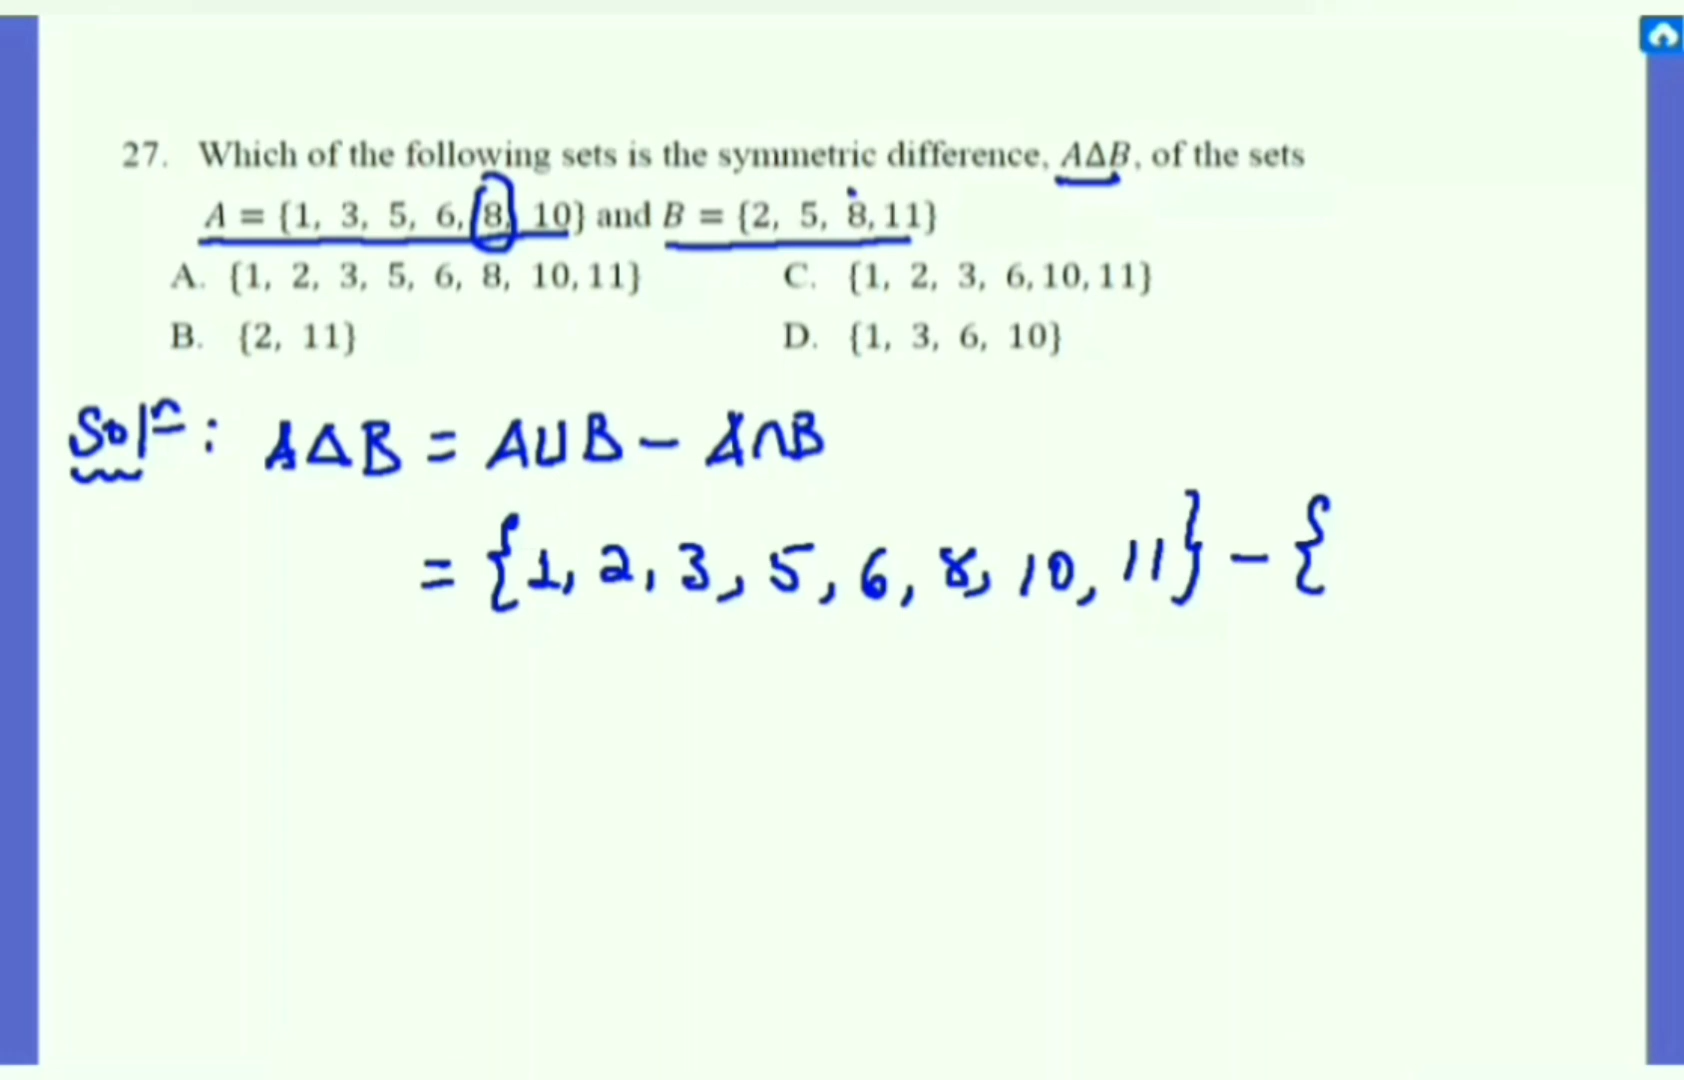 27. Which of the following sets is the symmetric difference, AΔB, of the sets
A = {1, 3, 5, 6, 8, 10} and B = {2, 5, 8, 11}
A. {1, 2, 3, 5, 6, 8, 10, 11} C. {1, 2, 3, 6, 10, 11}
B. {2, 11} D. {1, 3, 6, 10}
Solⁿ : AΔB = A∪B − A∩B
= {1, 2, 3, 5, 6, 8, 10, 11} − {